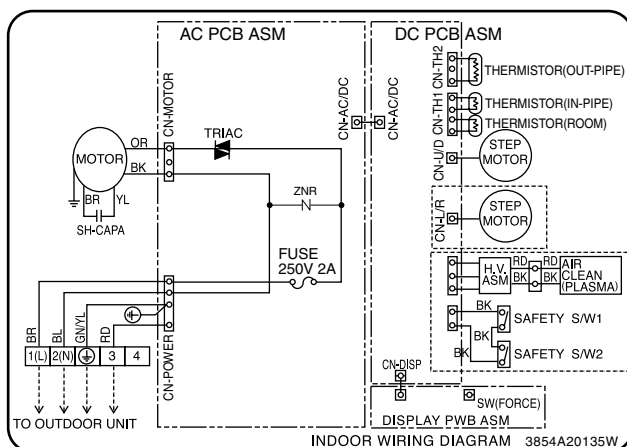 AC PCB ASM
DC PCB ASM
CN-MOTOR
OR
MOTOR
BK
BR
YL
SH-CAPA
TRIAC
ZNR
FUSE
250V 2A
CN-AC/DC
CN-AC/DC
CN-TH2
THERMISTOR(OUT-PIPE)
CN-TH1
THERMISTOR(IN-PIPE)
THERMISTOR(ROOM)
CN-U/D
STEP
MOTOR
CN-L/R
STEP
MOTOR
H.V.
ASM
RD
RD
BK
BK
AIR
CLEAN
(PLASMA)
BK
SAFETY S/W1
BK
BK
SAFETY S/W2
BR
BL
GN/YL
RD
1(L)
2(N)
3
4
CN-POWER
TO OUTDOOR UNIT
CN-DISP
SW(FORCE)
DISPLAY PWB ASM
INDOOR WIRING DIAGRAM
3854A20135W